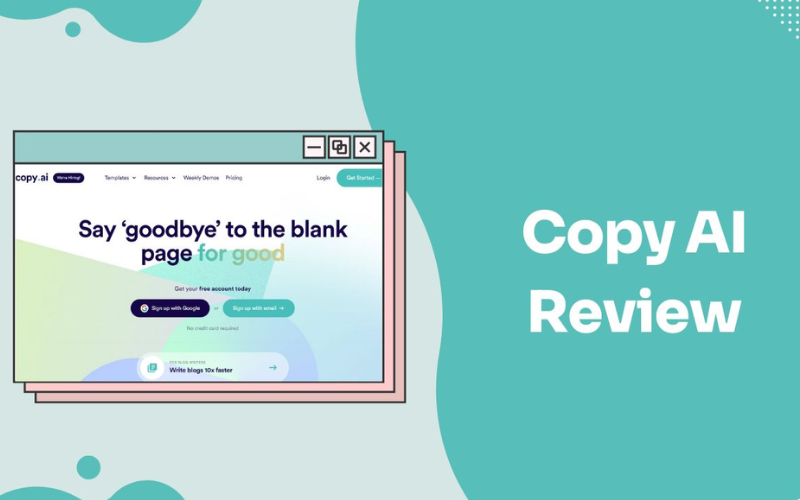 copy.ai We're Hiring! Templates Resources Weekly Demos Pricing Login Get Started
Say ‘goodbye’ to the blank
page for good
Get your free account today
Sign up with Google or Sign up with email →
No credit card required
Write blogs 10x faster →
Copy AI
Review